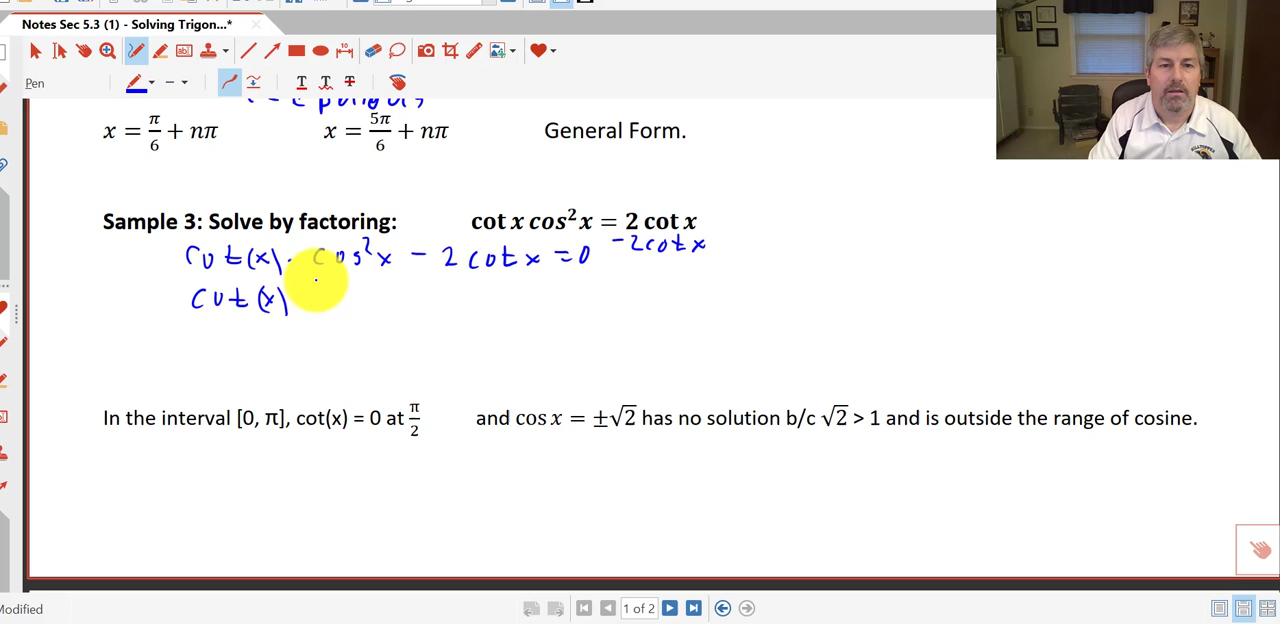 Notes Sec 5.3 (1) - Solving Trigon...*
Pen
x = π/6 + nπ x = 5π/6 + nπ General Form.
Sample 3: Solve by factoring: cot x cos²x = 2 cot x
cot(x) · cos²x - 2 cot x = 0 -2 cot x
cot(x)
In the interval [0, π], cot(x) = 0 at π/2 and cos x = ±√2 has no solution b/c √2 > 1 and is outside the range of cosine.
Modified
1 of 2